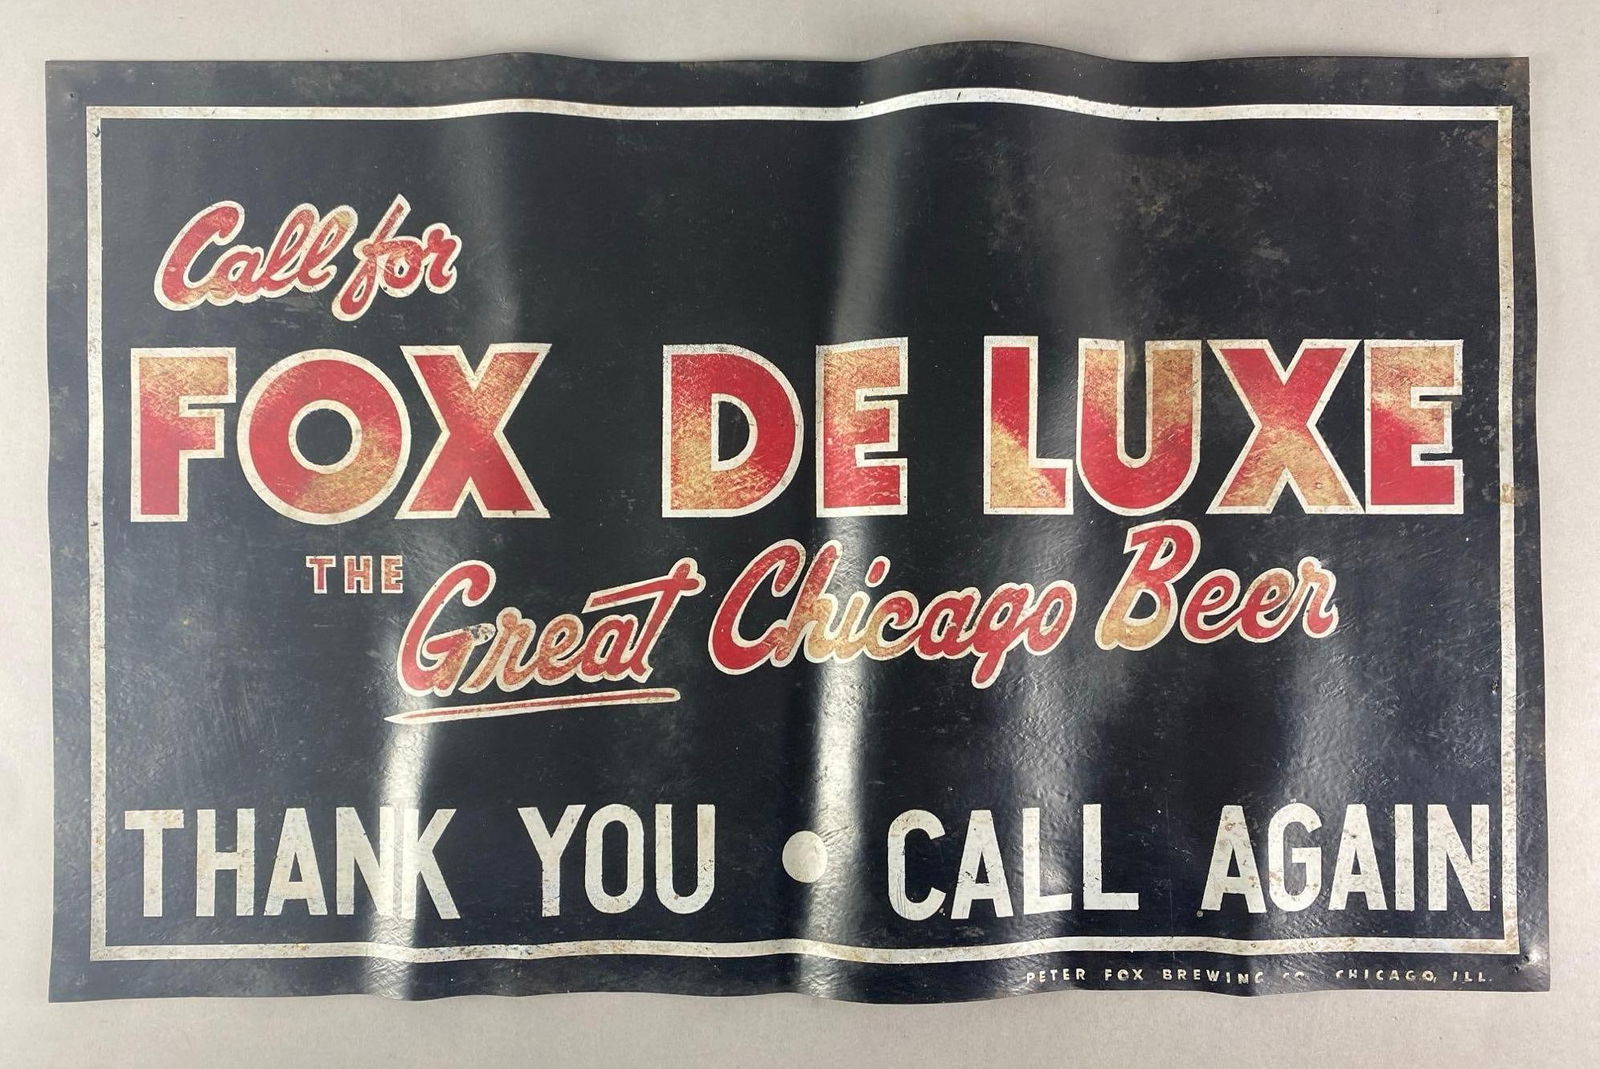 Call for
FOX DE LUXE
THE Great Chicago Beer
THANK YOU • CALL AGAIN
PETER FOX BREWING CO. CHICAGO, ILL.